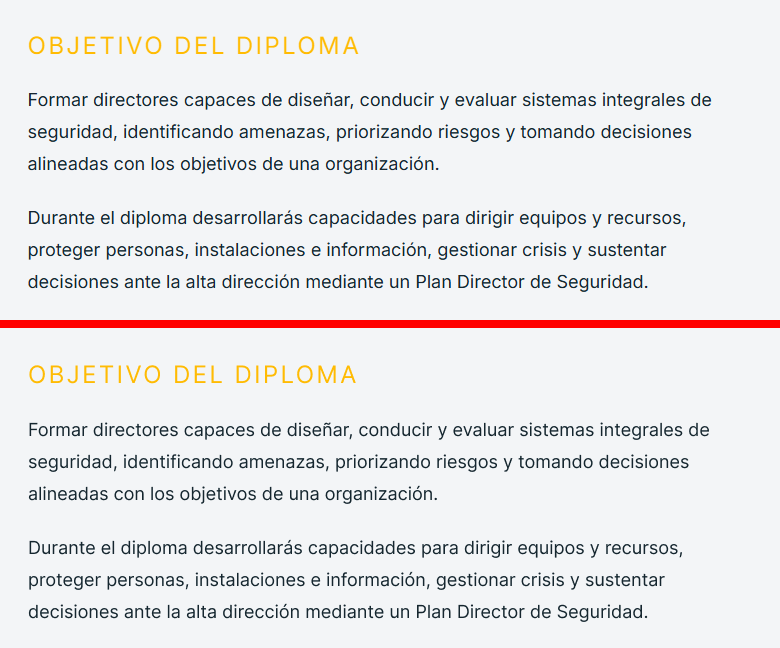 OBJETIVO DEL DIPLOMA
Formar directores capaces de diseñar, conducir y evaluar sistemas integrales de
seguridad, identificando amenazas, priorizando riesgos y tomando decisiones
alineadas con los objetivos de una organización.
Durante el diploma desarrollarás capacidades para dirigir equipos y recursos,
proteger personas, instalaciones e información, gestionar crisis y sustentar
decisiones ante la alta dirección mediante un Plan Director de Seguridad.
OBJETIVO DEL DIPLOMA
Formar directores capaces de diseñar, conducir y evaluar sistemas integrales de
seguridad, identificando amenazas, priorizando riesgos y tomando decisiones
alineadas con los objetivos de una organización.
Durante el diploma desarrollarás capacidades para dirigir equipos y recursos,
proteger personas, instalaciones e información, gestionar crisis y sustentar
decisiones ante la alta dirección mediante un Plan Director de Seguridad.